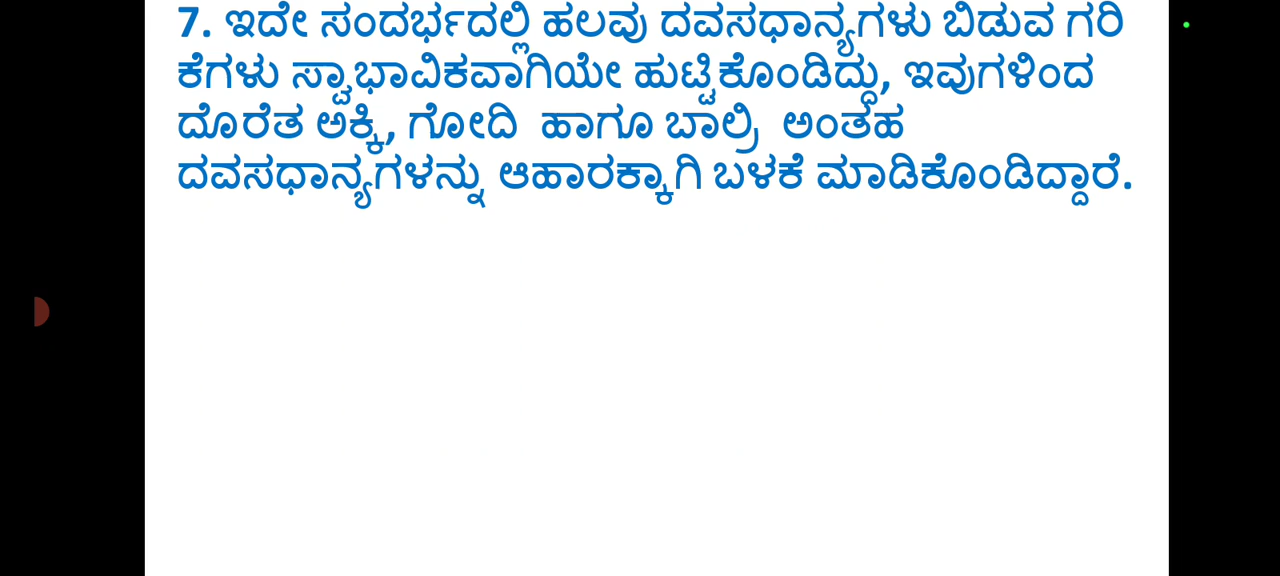 7. ಇದೇ ಸಂದರ್ಭದಲ್ಲಿ ಹಲವು ದವಸಧಾನ್ಯಗಳು ಬಿಡುವ ಗರಿ
ಕೆಗಳು ಸ್ವಾಭಾವಿಕವಾಗಿಯೇ ಹುಟ್ಟಿಕೊಂಡಿದ್ದು, ಇವುಗಳಿಂದ
ದೊರೆತ ಅಕ್ಕಿ, ಗೋದಿ ಹಾಗೂ ಬಾಲ್ರಿ ಅಂತಹ
ದವಸಧಾನ್ಯಗಳನ್ನು ಆಹಾರಕ್ಕಾಗಿ ಬಳಕೆ ಮಾಡಿಕೊಂಡಿದ್ದಾರೆ.